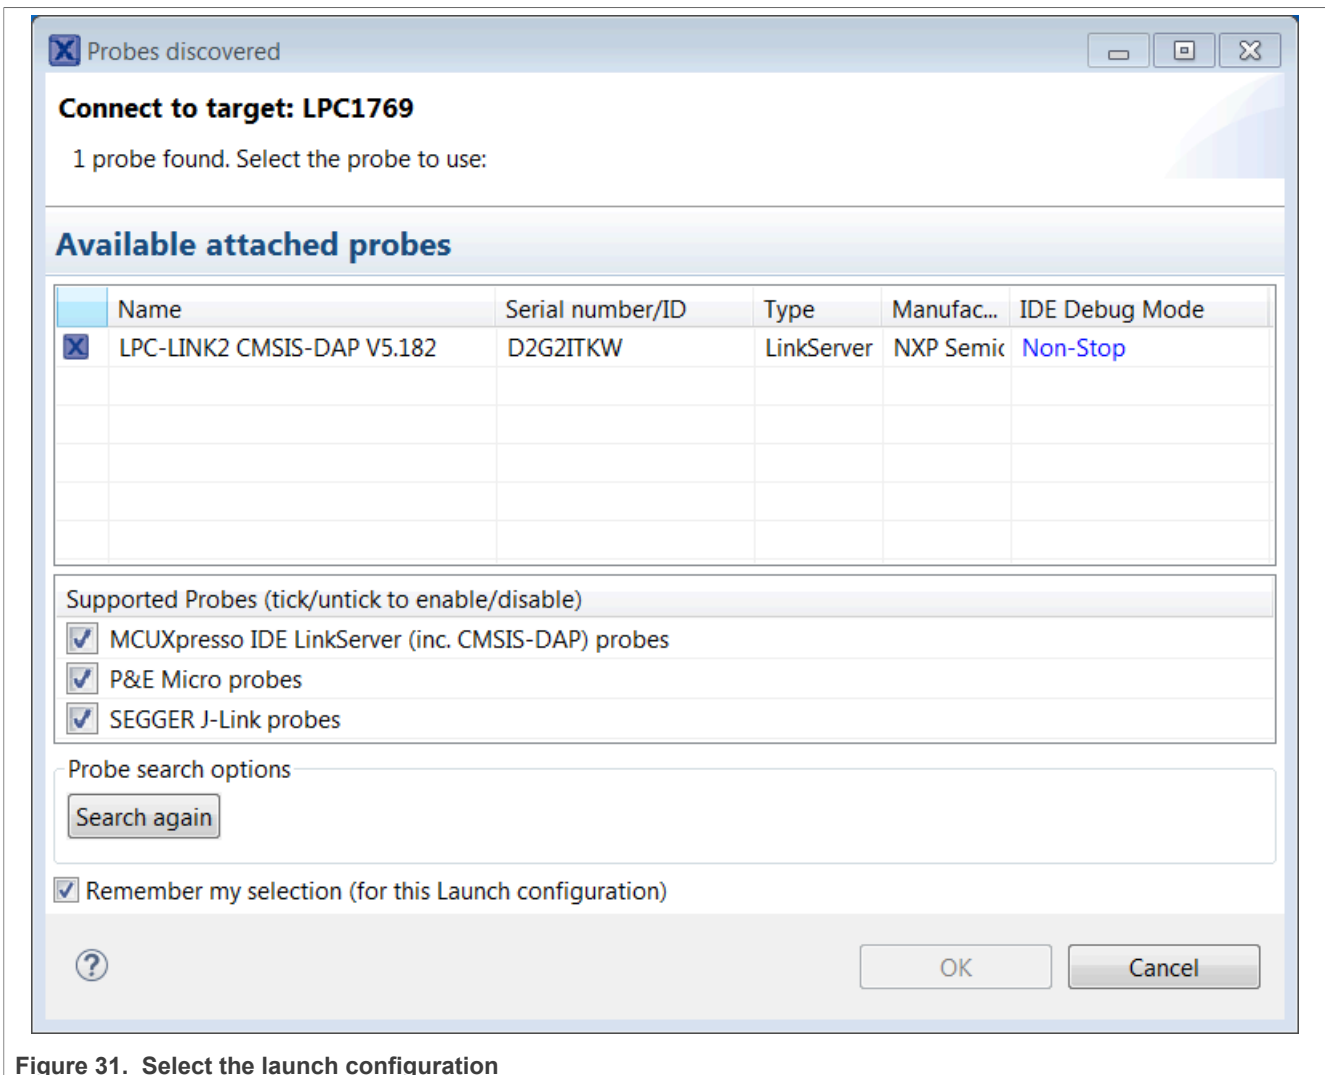 Probes discovered
Connect to target: LPC1769
1 probe found. Select the probe to use:
Available attached probes
Name Serial number/ID Type Manufac... IDE Debug Mode
LPC-LINK2 CMSIS-DAP V5.182 D2G2ITKW LinkServer NXP Semic Non-Stop
Supported Probes (tick/untick to enable/disable)
MCUXpresso IDE LinkServer (inc. CMSIS-DAP) probes
P&E Micro probes
SEGGER J-Link probes
Probe search options
Search again
Remember my selection (for this Launch configuration)
? OK Cancel
Figure 31. Select the launch configuration